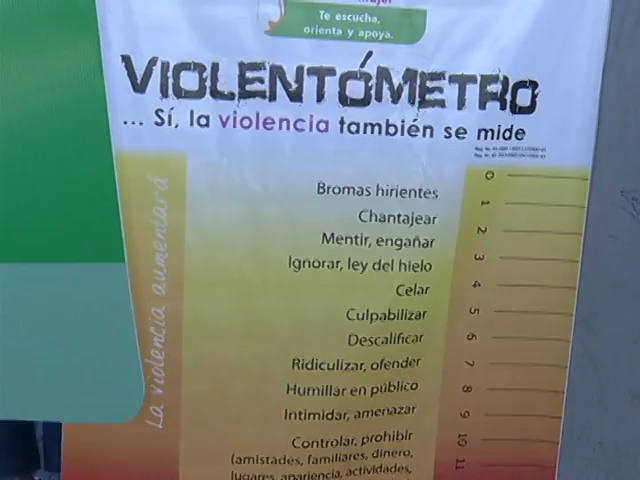 Te escucha,
orienta y apoya.
VIOLENTÓMETRO
... Sí, la violencia también se mide
La violencia aumentará
0
Bromas hirientes
1
Chantajear
2
Mentir, engañar
3
Ignorar, ley del hielo
4
Celar
5
Culpabilizar
6
Descalificar
7
Ridiculizar, ofender
8
Humillar en público
9
Intimidar, amenazar
10
Controlar, prohibir
11
(amistades, familiares, dinero,
lugares, apariencia, actividades,